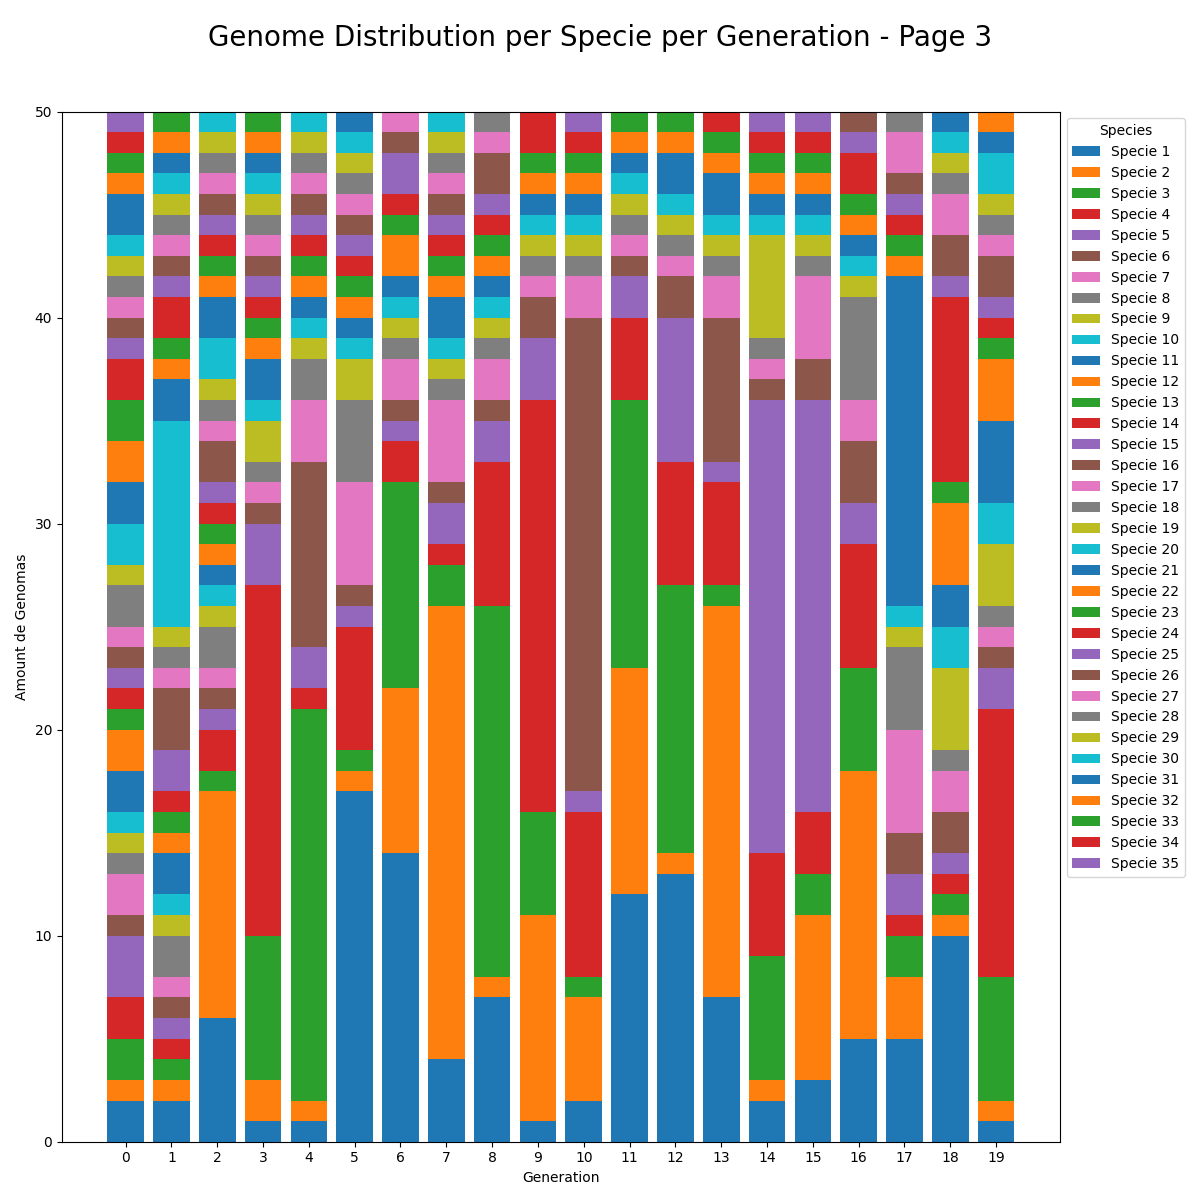 Genome Distribution per Specie per Generation - Page 3
50
40
30
20
10
0
Amount de Genomas
0 1 2 3 4 5 6 7 8 9 10 11 12 13 14 15 16 17 18 19
Generation
Species
Specie 1
Specie 2
Specie 3
Specie 4
Specie 5
Specie 6
Specie 7
Specie 8
Specie 9
Specie 10
Specie 11
Specie 12
Specie 13
Specie 14
Specie 15
Specie 16
Specie 17
Specie 18
Specie 19
Specie 20
Specie 21
Specie 22
Specie 23
Specie 24
Specie 25
Specie 26
Specie 27
Specie 28
Specie 29
Specie 30
Specie 31
Specie 32
Specie 33
Specie 34
Specie 35